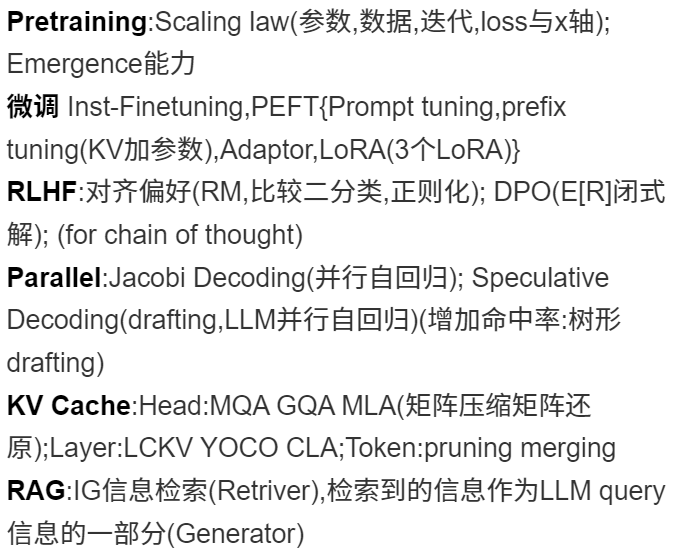 Pretraining:Scaling law(参数,数据,迭代,loss与x轴);
Emergence能力
微调 Inst-Finetuning,PEFT{Prompt tuning,prefix
tuning(KV加参数),Adaptor,LoRA(3个LoRA)}
RLHF:对齐偏好(RM,比较二分类,正则化); DPO(E[R]闭式
解); (for chain of thought)
Parallel:Jacobi Decoding(并行自回归); Speculative
Decoding(drafting,LLM并行自回归)(增加命中率:树形
drafting)
KV Cache:Head:MQA GQA MLA(矩阵压缩矩阵还
原);Layer:LCKV YOCO CLA;Token:pruning merging
RAG:IG信息检索(Retriver),检索到的信息作为LLM query
信息的一部分(Generator)